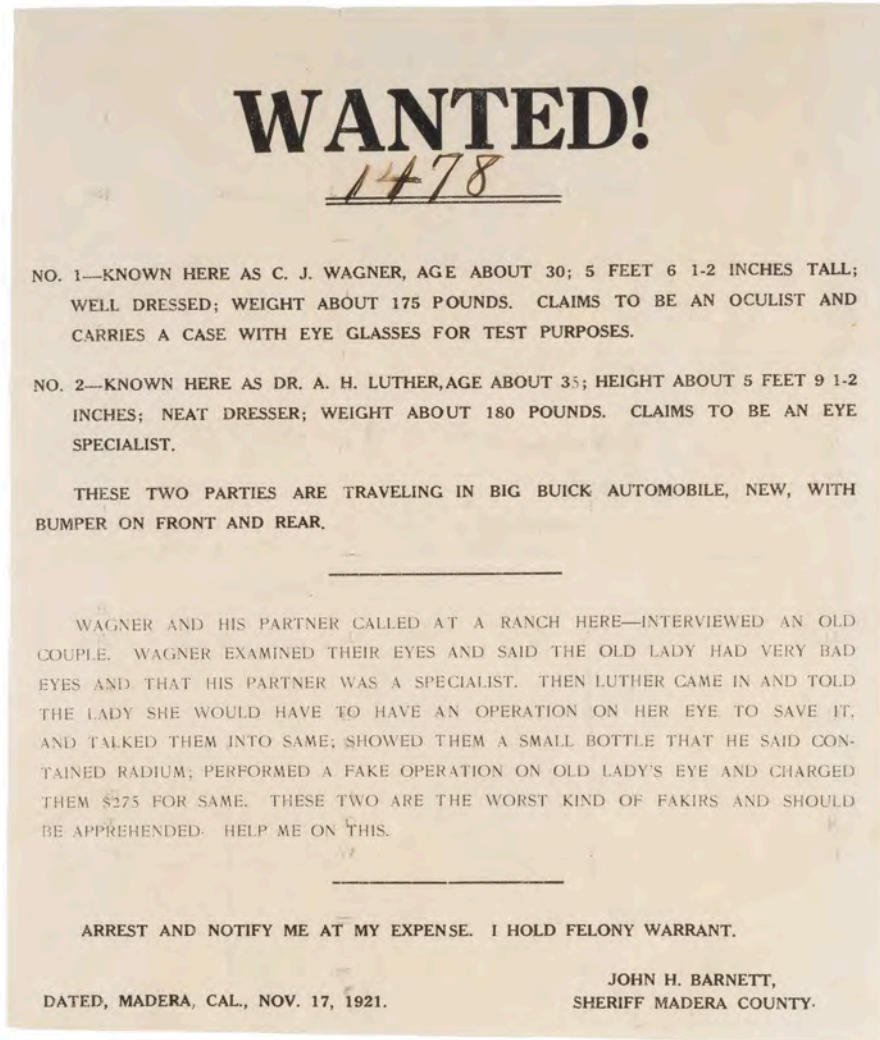 WANTED!
1478
NO. 1—KNOWN HERE AS C. J. WAGNER, AGE ABOUT 30; 5 FEET 6 1-2 INCHES TALL;
WELL DRESSED; WEIGHT ABOUT 175 POUNDS. CLAIMS TO BE AN OCULIST AND
CARRIES A CASE WITH EYE GLASSES FOR TEST PURPOSES.
NO. 2—KNOWN HERE AS DR. A. H. LUTHER, AGE ABOUT 35; HEIGHT ABOUT 5 FEET 9 1-2
INCHES; NEAT DRESSER; WEIGHT ABOUT 180 POUNDS. CLAIMS TO BE AN EYE
SPECIALIST.
THESE TWO PARTIES ARE TRAVELING IN BIG BUICK AUTOMOBILE, NEW, WITH
BUMPER ON FRONT AND REAR.
WAGNER AND HIS PARTNER CALLED AT A RANCH HERE—INTERVIEWED AN OLD
COUPLE. WAGNER EXAMINED THEIR EYES AND SAID THE OLD LADY HAD VERY BAD
EYES AND THAT HIS PARTNER WAS A SPECIALIST. THEN LUTHER CAME IN AND TOLD
THE LADY SHE WOULD HAVE TO HAVE AN OPERATION ON HER EYE TO SAVE IT,
AND TALKED THEM INTO SAME; SHOWED THEM A SMALL BOTTLE THAT HE SAID CON-
TAINED RADIUM; PERFORMED A FAKE OPERATION ON OLD LADY'S EYE AND CHARGED
THEM $275 FOR SAME. THESE TWO ARE THE WORST KIND OF FAKIRS AND SHOULD
BE APPREHENDED. HELP ME ON THIS.
ARREST AND NOTIFY ME AT MY EXPENSE. I HOLD FELONY WARRANT.
JOHN H. BARNETT,
DATED, MADERA, CAL., NOV. 17, 1921. SHERIFF MADERA COUNTY.